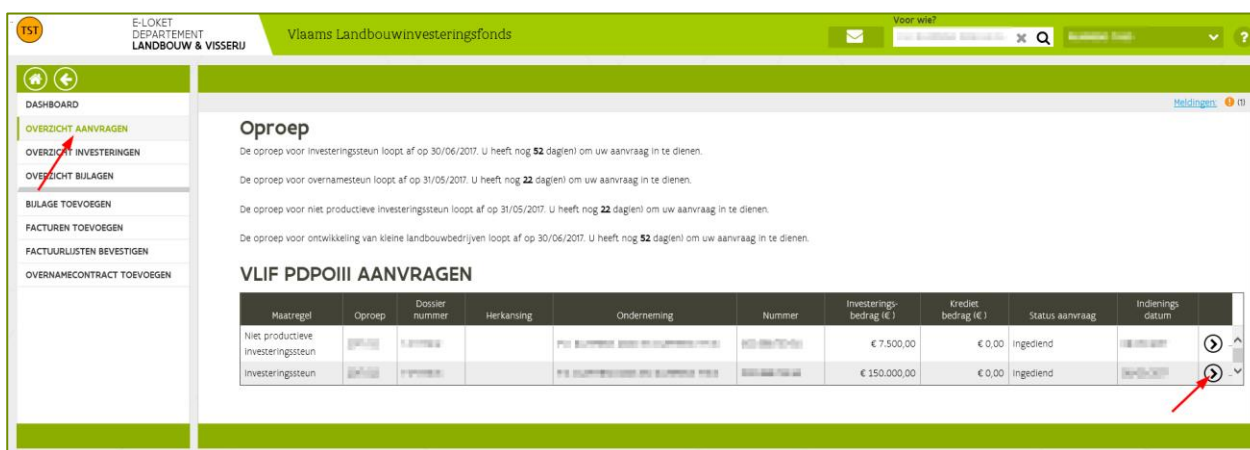 TST
E-LOKET
DEPARTEMENT
LANDBOUW & VISSERIJ
Vlaams Landbouwinvesteringsfonds
Voor wie?
DASHBOARD
OVERZICHT AANVRAGEN
OVERZICHT INVESTERINGEN
OVERZICHT BIJLAGEN
BIJLAGE TOEVOEGEN
FACTUREN TOEVOEGEN
FACTUURLIJSTEN BEVESTIGEN
OVERNAMECONTRACT TOEVOEGEN
Meldingen: (1)
Oproep
De oproep voor investeringssteun loopt af op 30/06/2017. U heeft nog 52 dag(en) om uw aanvraag in te dienen.
De oproep voor overnamesteun loopt af op 31/05/2017. U heeft nog 22 dag(en) om uw aanvraag in te dienen.
De oproep voor niet productieve investeringssteun loopt af op 31/05/2017. U heeft nog 22 dag(en) om uw aanvraag in te dienen.
De oproep voor ontwikkeling van kleine landbouwbedrijven loopt af op 30/06/2017. U heeft nog 52 dag(en) om uw aanvraag in te dienen.
VLIF PDPOIII AANVRAGEN
Maatregel Oproep Dossier nummer Herkansing Onderneming Nummer Investerings- bedrag (€ ) Krediet bedrag (€ ) Status aanvraag Indienings datum
Niet productieve investeringssteun € 7.500,00 € 0,00 Ingediend
Investeringssteun € 150.000,00 € 0,00 Ingediend